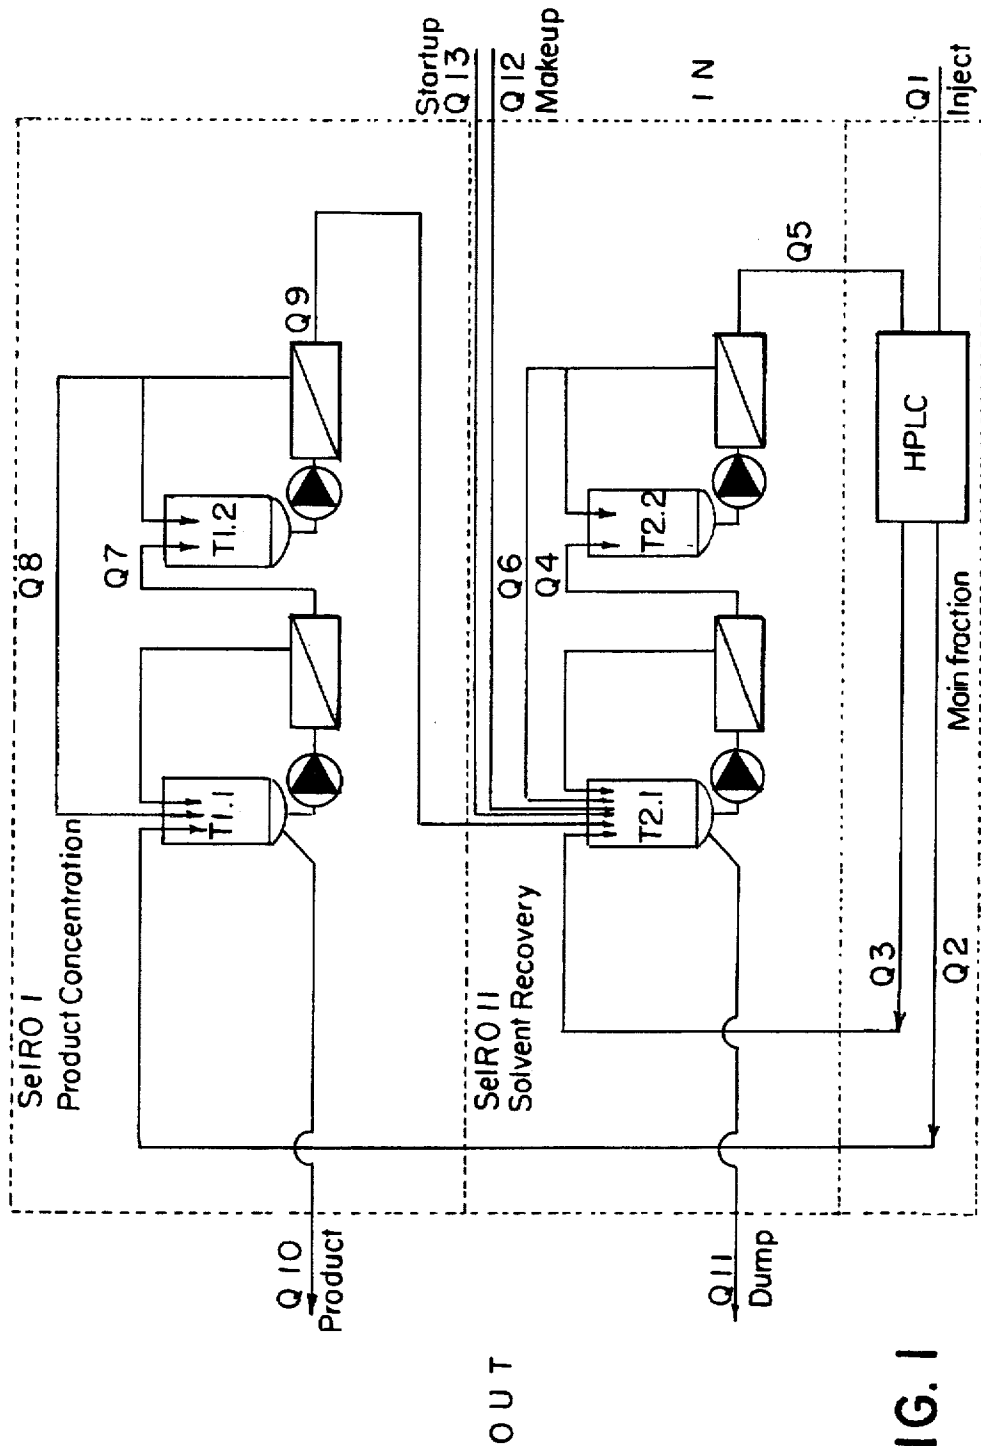 SelRO I
Product Concentration
Q8
Q7
T1.1
T1.2
Q9
Q10
Product
Startup
Q13
Q12
Makeup
SelRO II
Solvent Recovery
Q6
Q4
T2.1
T2.2
Q5
Q11
Dump
IN
OUT
Q3
Q2
Main fraction
HPLC
Q1
Inject
IG. 1